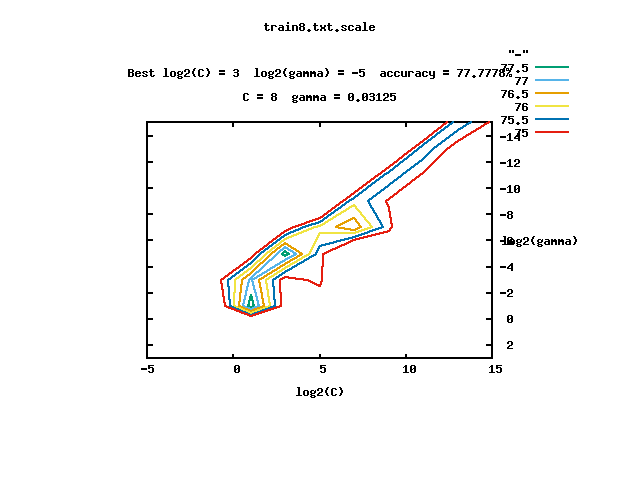 train8.txt.scale
"-"
77.5
Best log2(C) = 3 log2(gamma) = -5 accuracy = 77.7778%
77
76.5
C = 8 gamma = 0.03125
76
75.5
75
-14
-12
-10
-8
-6
log2(gamma)
-4
-2
0
2
-5 0 5 10 15
log2(C)